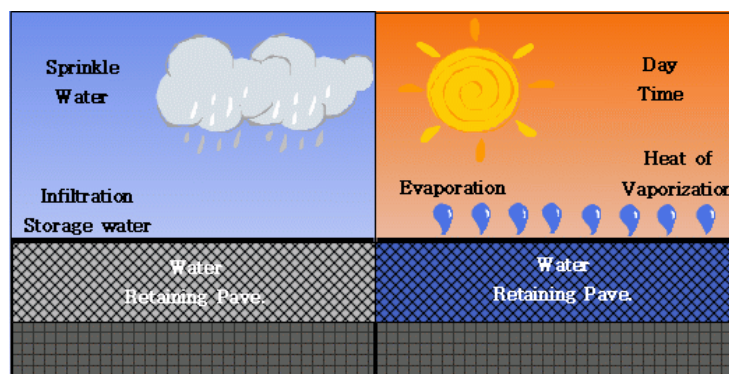 Sprinkle
Water
Infiltration
Storage water
Water
Retaining Pave.
Day
Time
Heat of
Evaporation
Vaporization
Water
Retaining Pave.